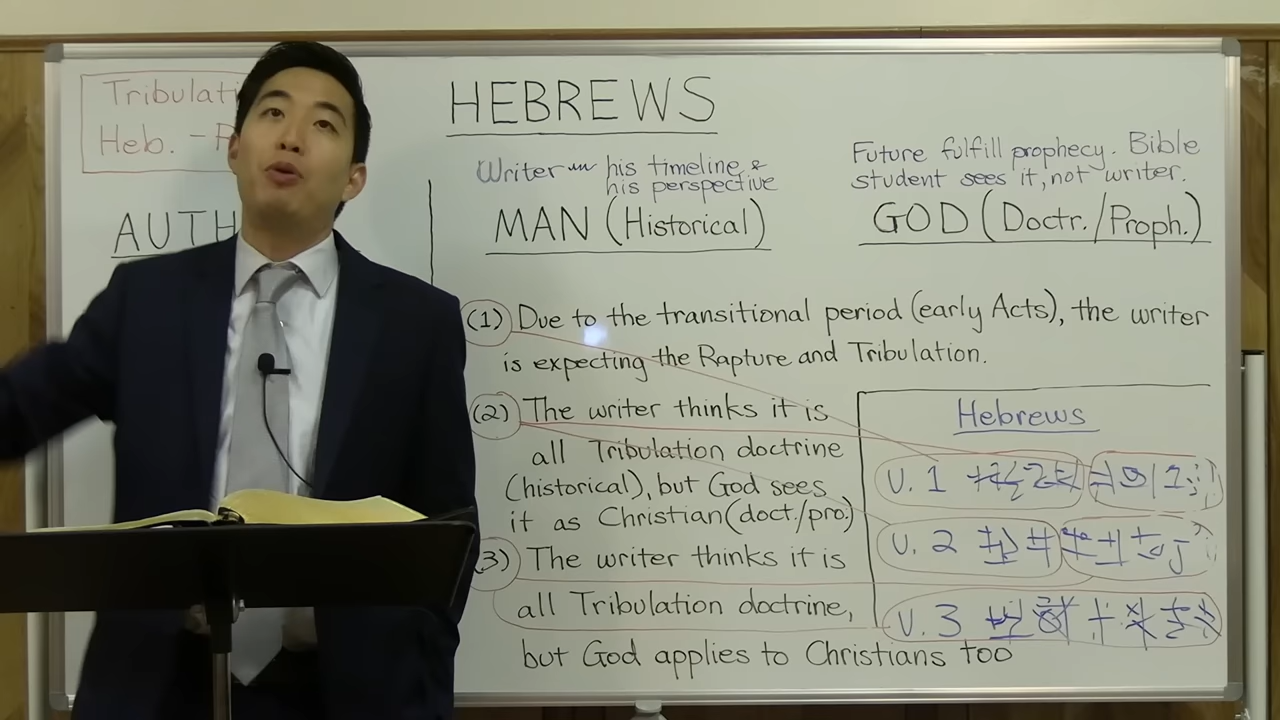 Tribulati
Heb. -
AUTH
HEBREWS
Writer in his timeline &
his perspective
MAN (Historical)
Future fulfill prophecy. Bible
student sees it, not writer.
GOD (Doctr./Proph.)
(1) Due to the transitional period (early Acts), the writer
is expecting the Rapture and Tribulation.
(2) The writer thinks it is
all Tribulation doctrine
(historical), but God sees
it as Christian (doct./pro.)
(3) The writer thinks it is
all Tribulation doctrine,
but God applies to Christians too
Hebrews
V. 1
V. 2
V. 3